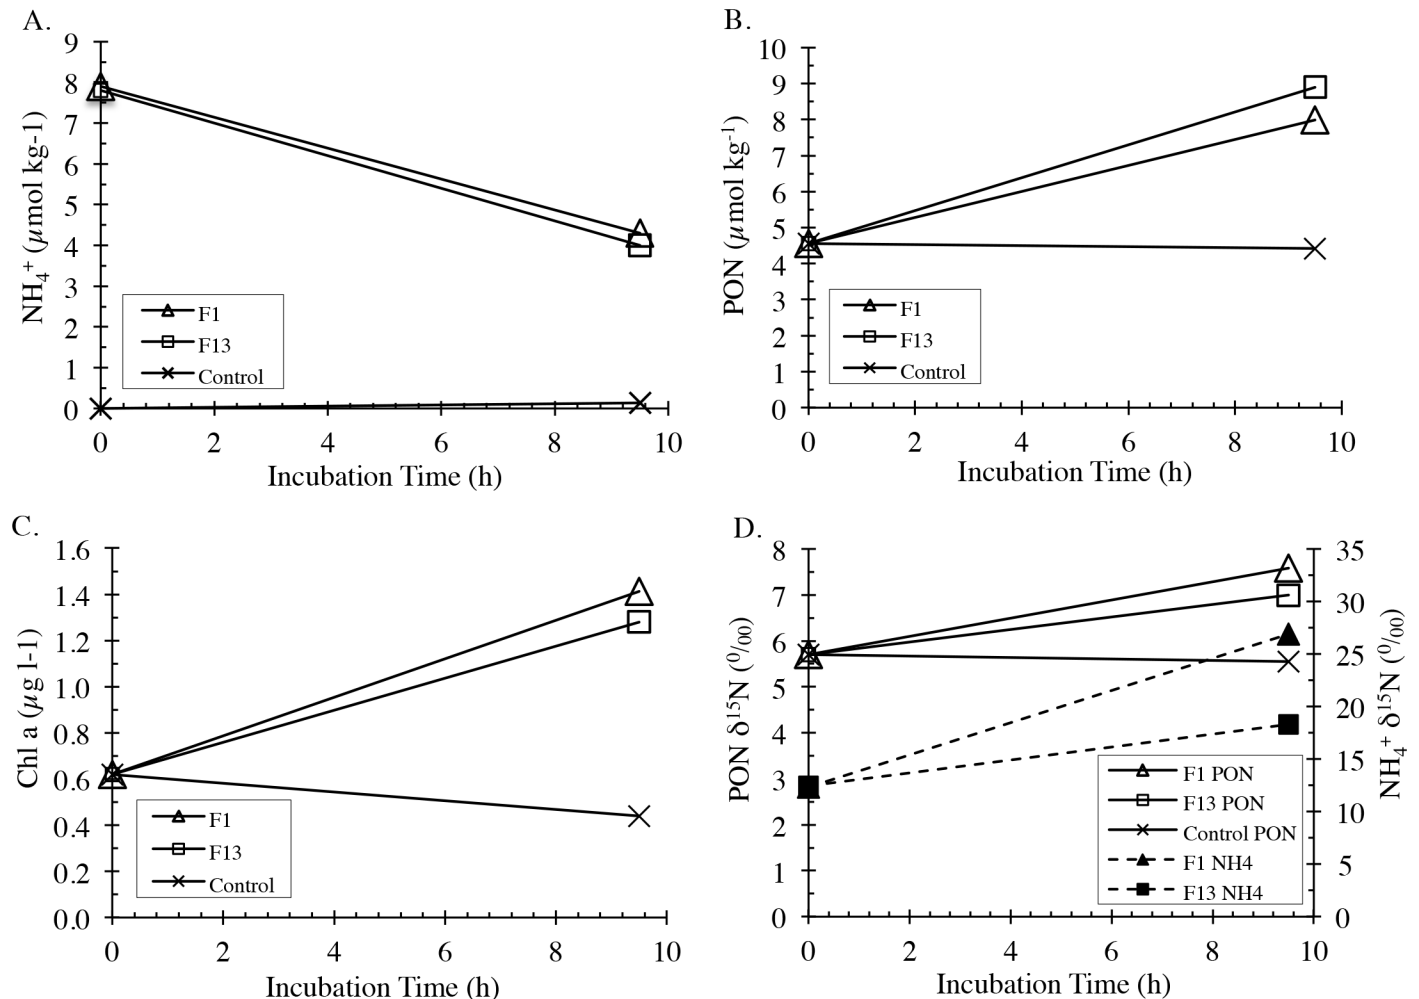 A.
9
8
7
6
5
4
3
2
1
0
NH₄⁺ (µmol kg-1)
F1
F13
Control
0 2 4 6 8 10
Incubation Time (h)
B.
10
9
8
7
6
5
4
3
2
1
0
PON (µmol kg⁻¹)
F1
F13
Control
0 2 4 6 8 10
Incubation Time (h)
C.
1.6
1.4
1.2
1.0
0.8
0.6
0.4
0.2
0.0
Chl a (µg l-1)
F1
F13
Control
0 2 4 6 8 10
Incubation Time (h)
D.
8
7
6
5
4
3
2
1
0
PON δ¹⁵N (⁰/₀₀)
35
30
25
20
15
10
5
0
NH₄⁺ δ¹⁵N (⁰/₀₀)
F1 PON
F13 PON
Control PON
F1 NH4
F13 NH4
0 2 4 6 8 10
Incubation Time (h)